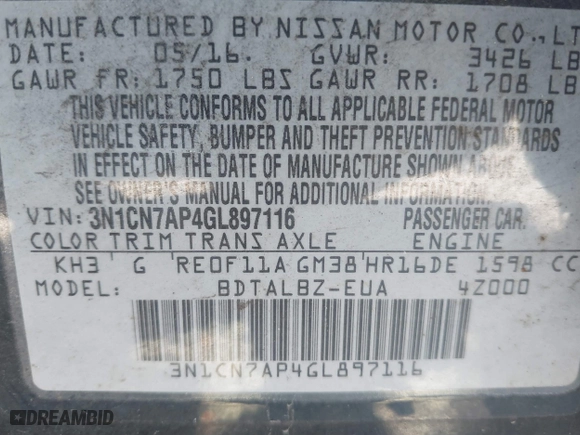 MANUFACTURED BY NISSAN MOTOR CO., LT
DATE: 05/16. GVWR: 3426 LB
GAWR FR: 1750 LBS GAWR RR: 1708 LB
THIS VEHICLE CONFORMS TO ALL APPLICABLE FEDERAL MOTOR
VEHICLE SAFETY, BUMPER AND THEFT PREVENTION STANDARDS
IN EFFECT ON THE DATE OF MANUFACTURE SHOWN ABOVE.
SEE OWNER'S MANUAL FOR ADDITIONAL INFORMATION.
VIN: 3N1CN7AP4GL897116 PASSENGER CAR.
COLOR TRIM TRANS AXLE ENGINE
KH3 G RE0F11A GM38 HR16DE 1598 CC
MODEL: BDTALBZ-EUA 4Z000
3N1CN7AP4GL897116
DREAMBID